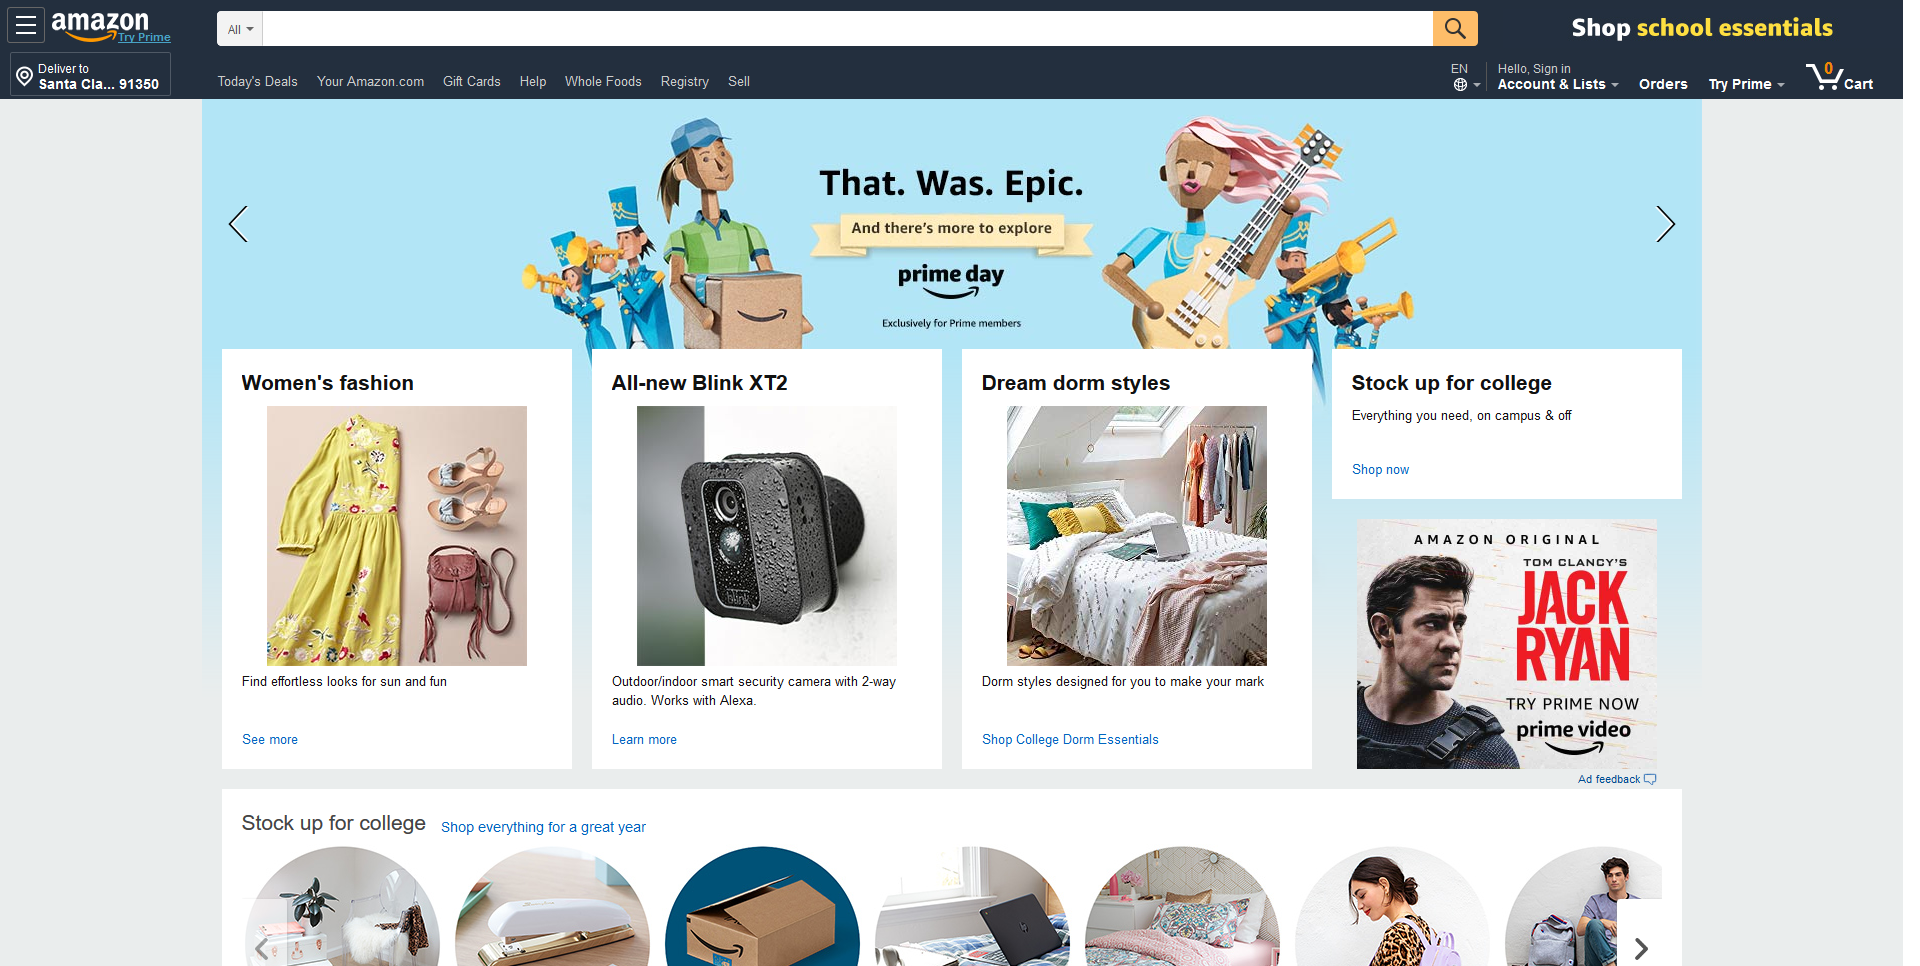 amazon
Try Prime
All
Shop school essentials
Deliver to
Santa Cla... 91350
Today's Deals
Your Amazon.com
Gift Cards
Help
Whole Foods
Registry
Sell
EN
Hello, Sign in
Account & Lists
Orders
Try Prime
0
Cart
That. Was. Epic.
And there's more to explore
prime day
Exclusively for Prime members
Women's fashion
Find effortless looks for sun and fun
See more
All-new Blink XT2
blink
Outdoor/indoor smart security camera with 2-way
audio. Works with Alexa.
Learn more
Dream dorm styles
Dorm styles designed for you to make your mark
Shop College Dorm Essentials
Stock up for college
Everything you need, on campus & off
Shop now
AMAZON ORIGINAL
TOM CLANCY'S
JACK
RYAN
TRY PRIME NOW
prime video
Ad feedback
Stock up for college
Shop everything for a great year